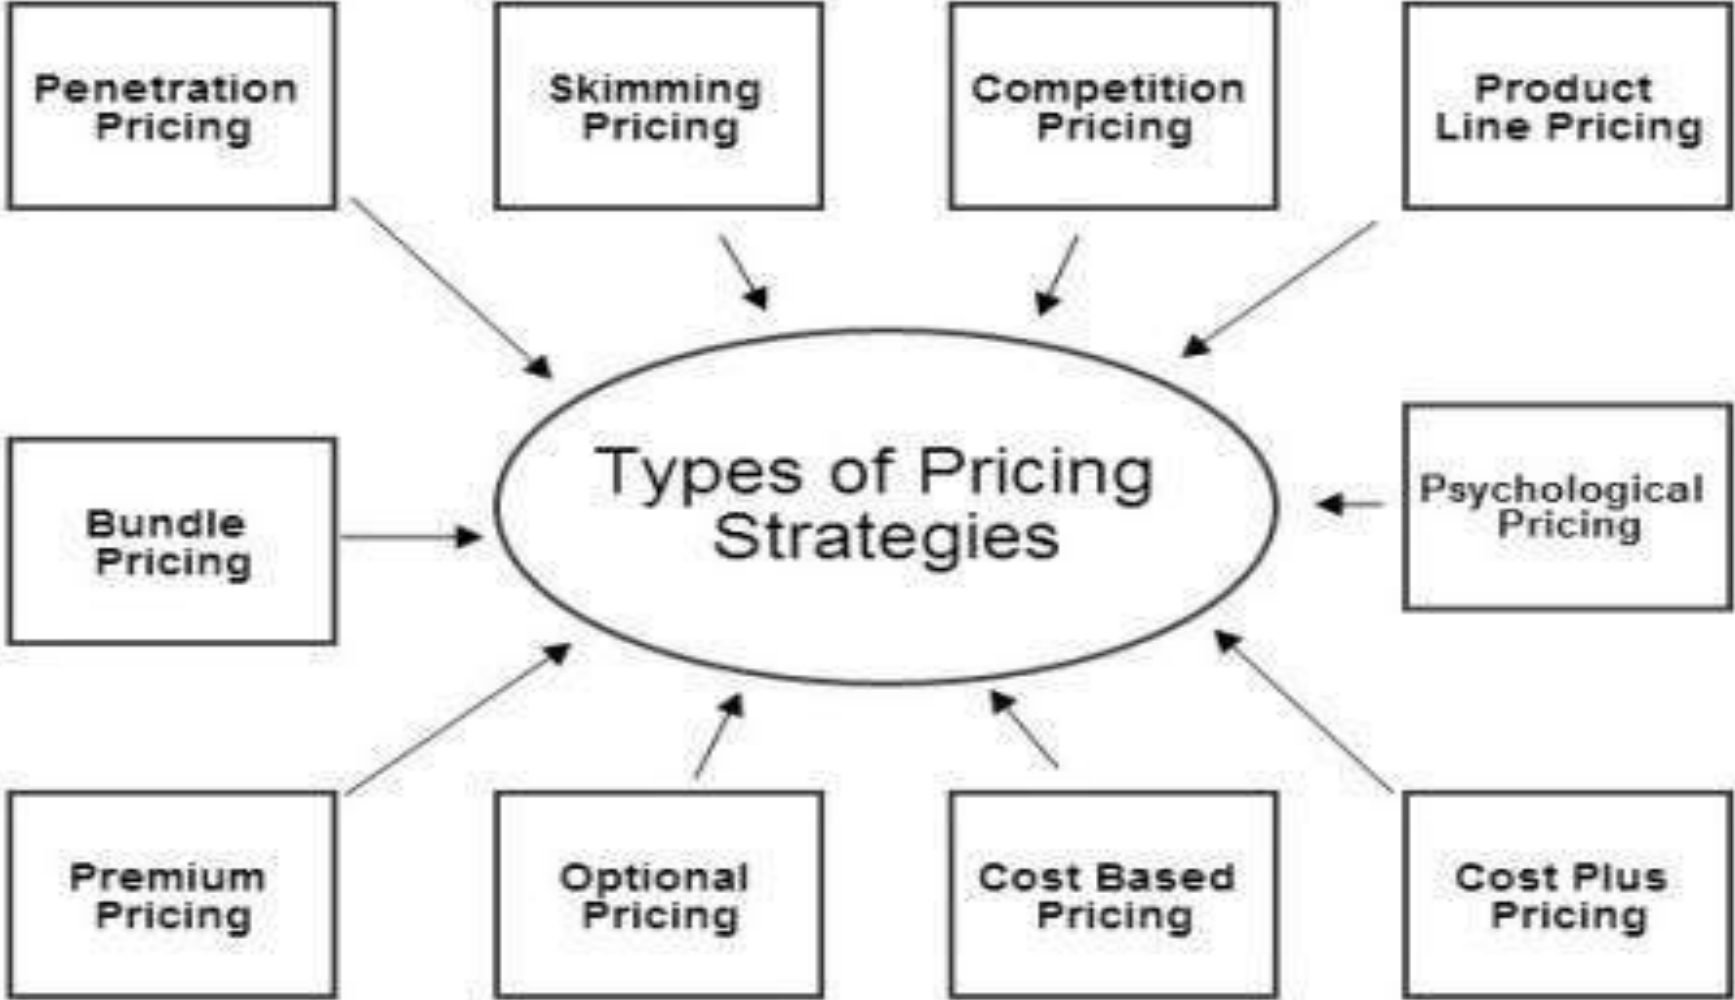 Penetration
Pricing
Skimming
Pricing
Competition
Pricing
Product
Line Pricing
Types of Pricing
Strategies
Bundle
Pricing
Psychological
Pricing
Premium
Pricing
Optional
Pricing
Cost Based
Pricing
Cost Plus
Pricing